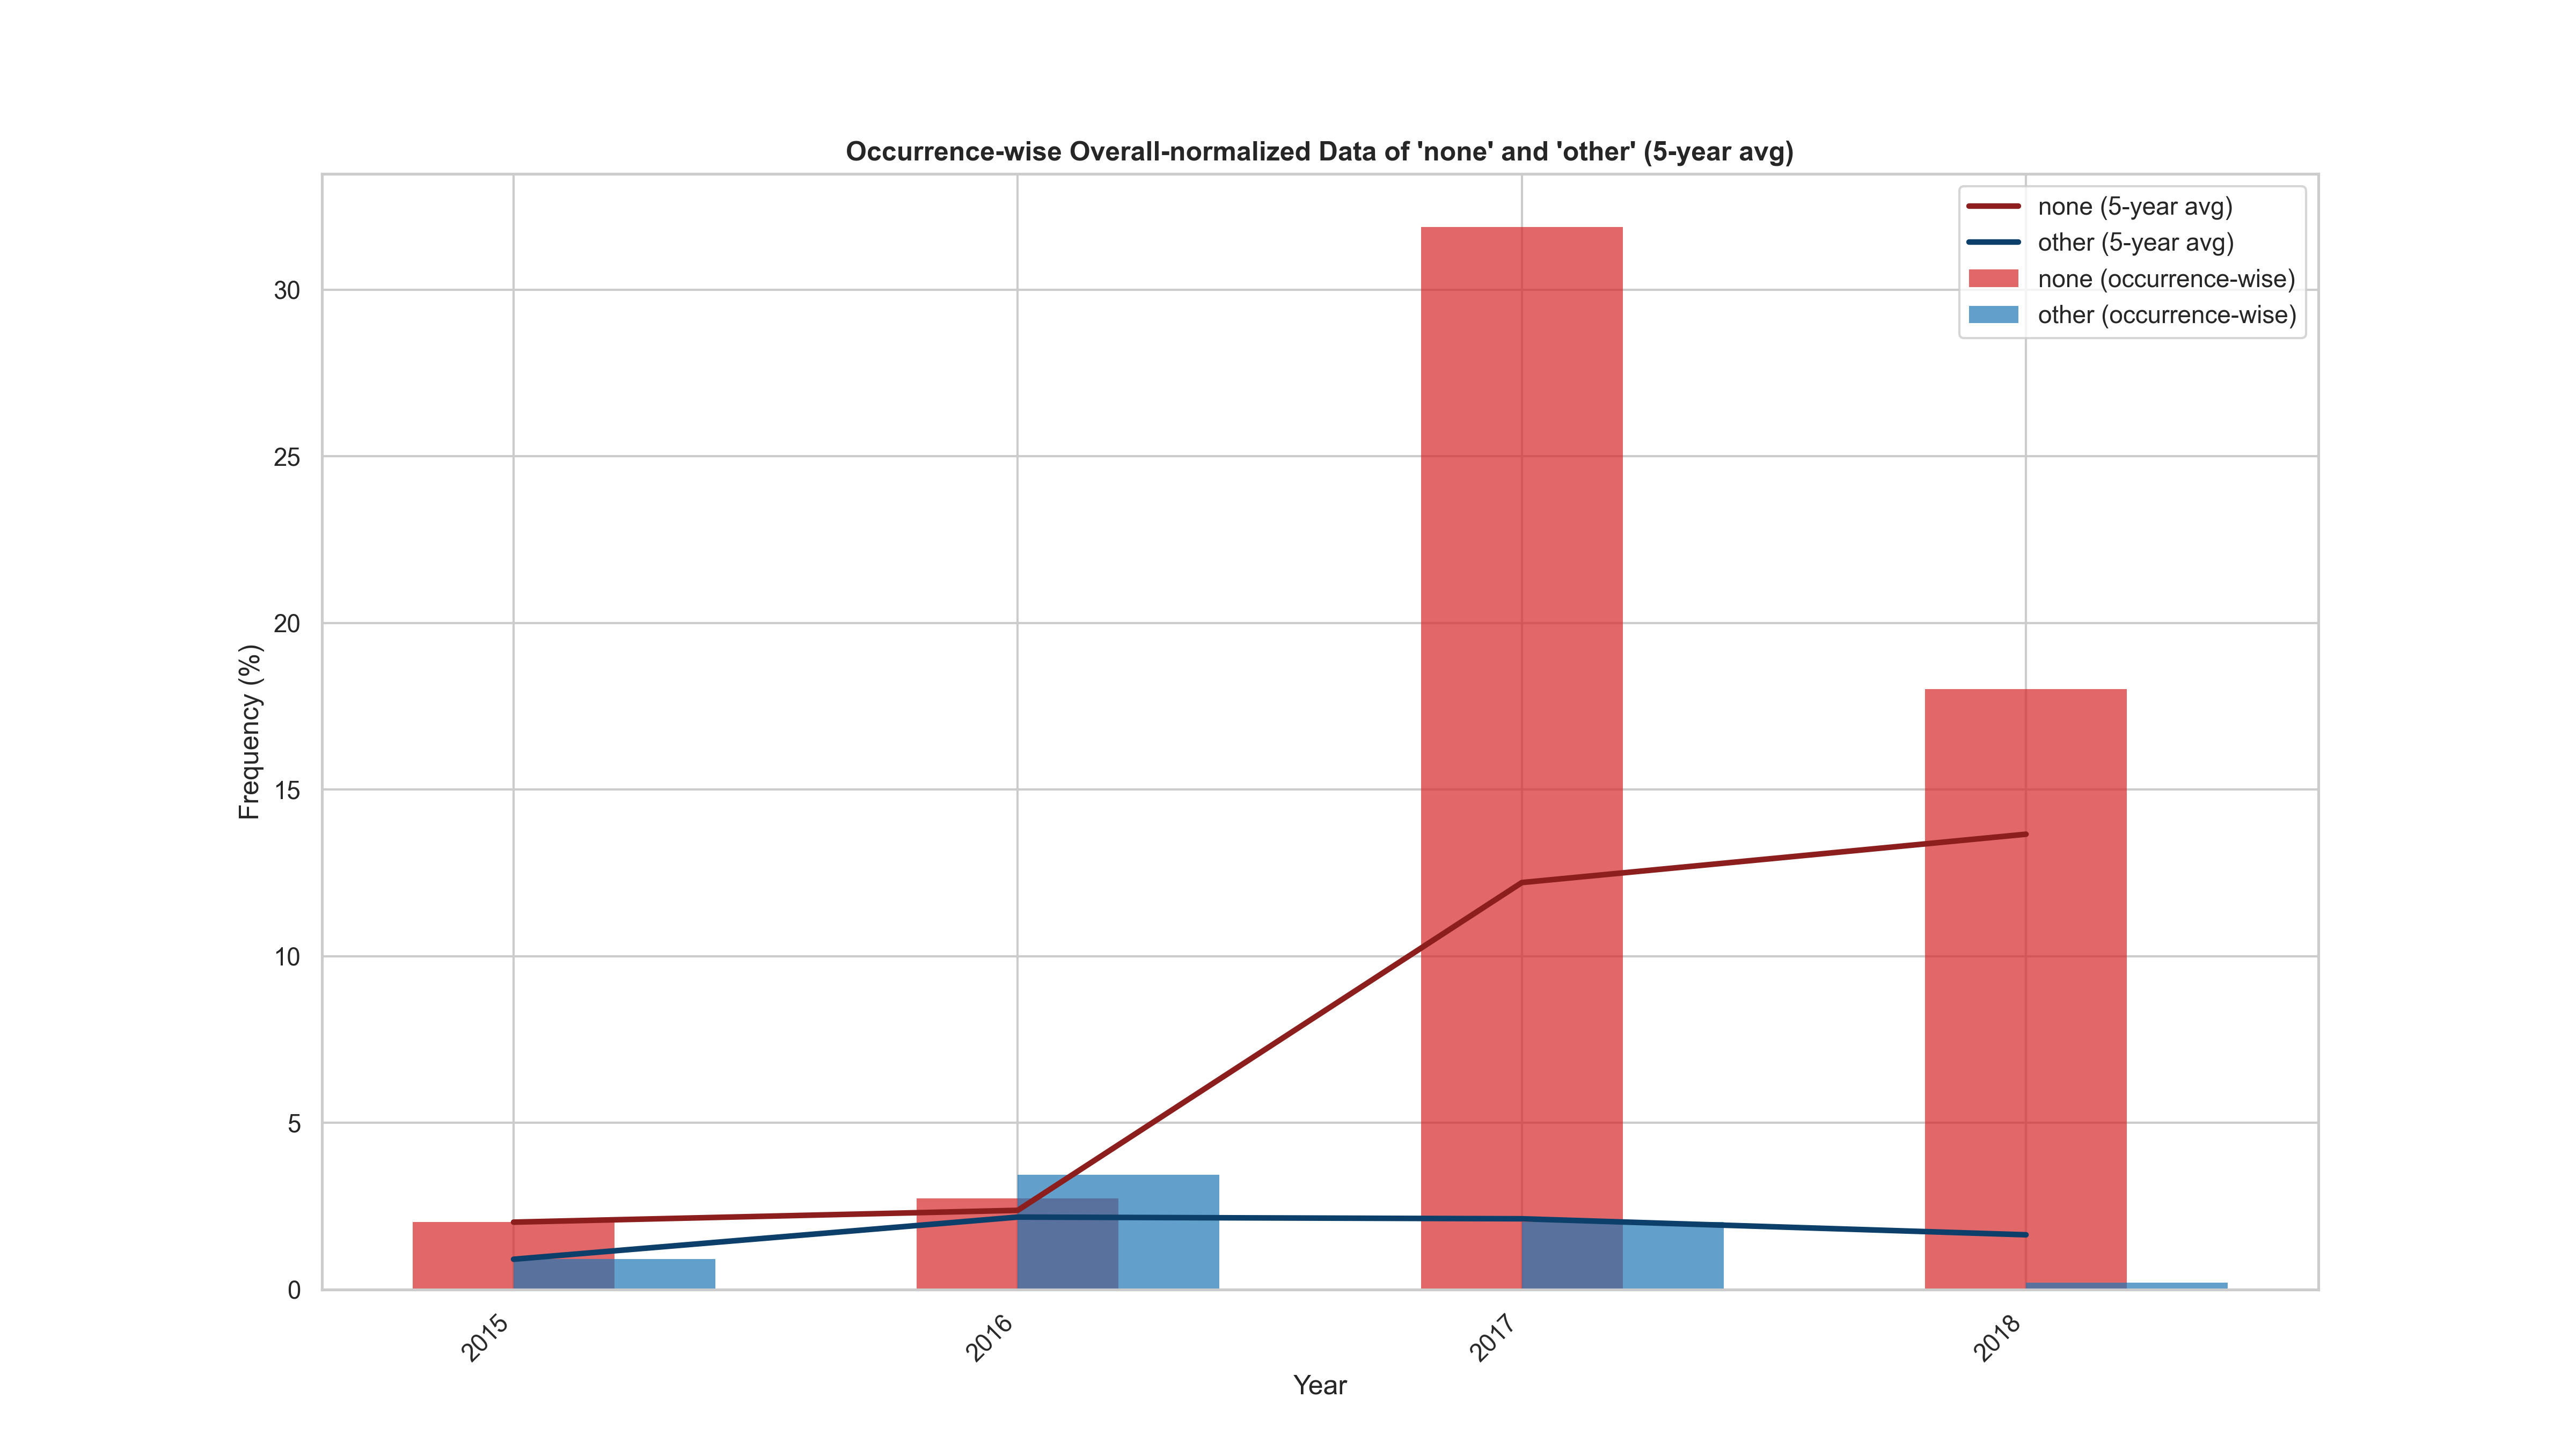 Occurrence-wise Overall-normalized Data of 'none' and 'other' (5-year avg)
none (5-year avg)
other (5-year avg)
none (occurrence-wise)
other (occurrence-wise)
Frequency (%)
30
25
20
15
10
5
0
2015
2016
2017
2018
Year